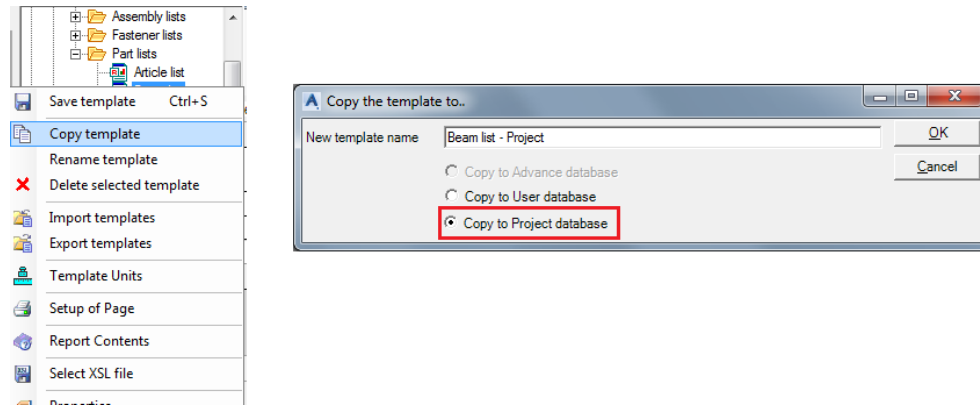 Assembly lists
Fastener lists
Part lists
Article list
Save template Ctrl+S
Copy template
Rename template
Delete selected template
Import templates
Export templates
Template Units
Setup of Page
Report Contents
Select XSL file
Properties
Copy the template to..
New template name Beam list - Project OK
Copy to Advance database Cancel
Copy to User database
Copy to Project database